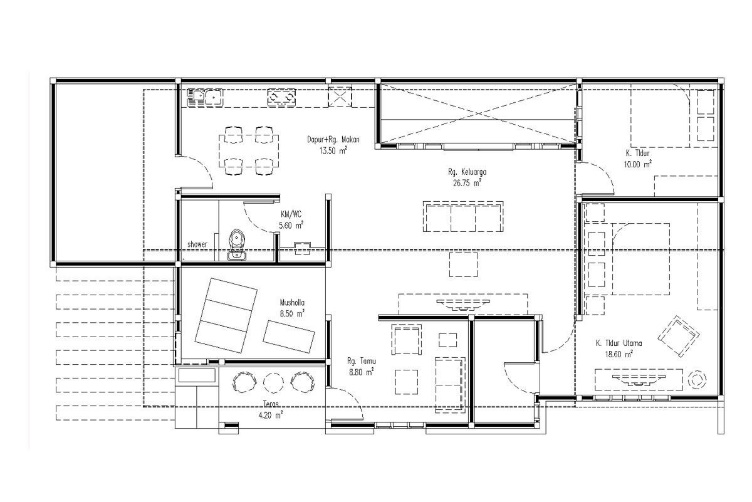 Dapur+Rg. Makan
13.50 m²
K. Tidur
10.00 m²
Rg. Keluarga
26.75 m²
KM/WC
5.60 m²
shower
Musholla
8.50 m²
K. Tidur Utama
18.60 m²
Rg. Tamu
8.80 m²
Teras
4.20 m²